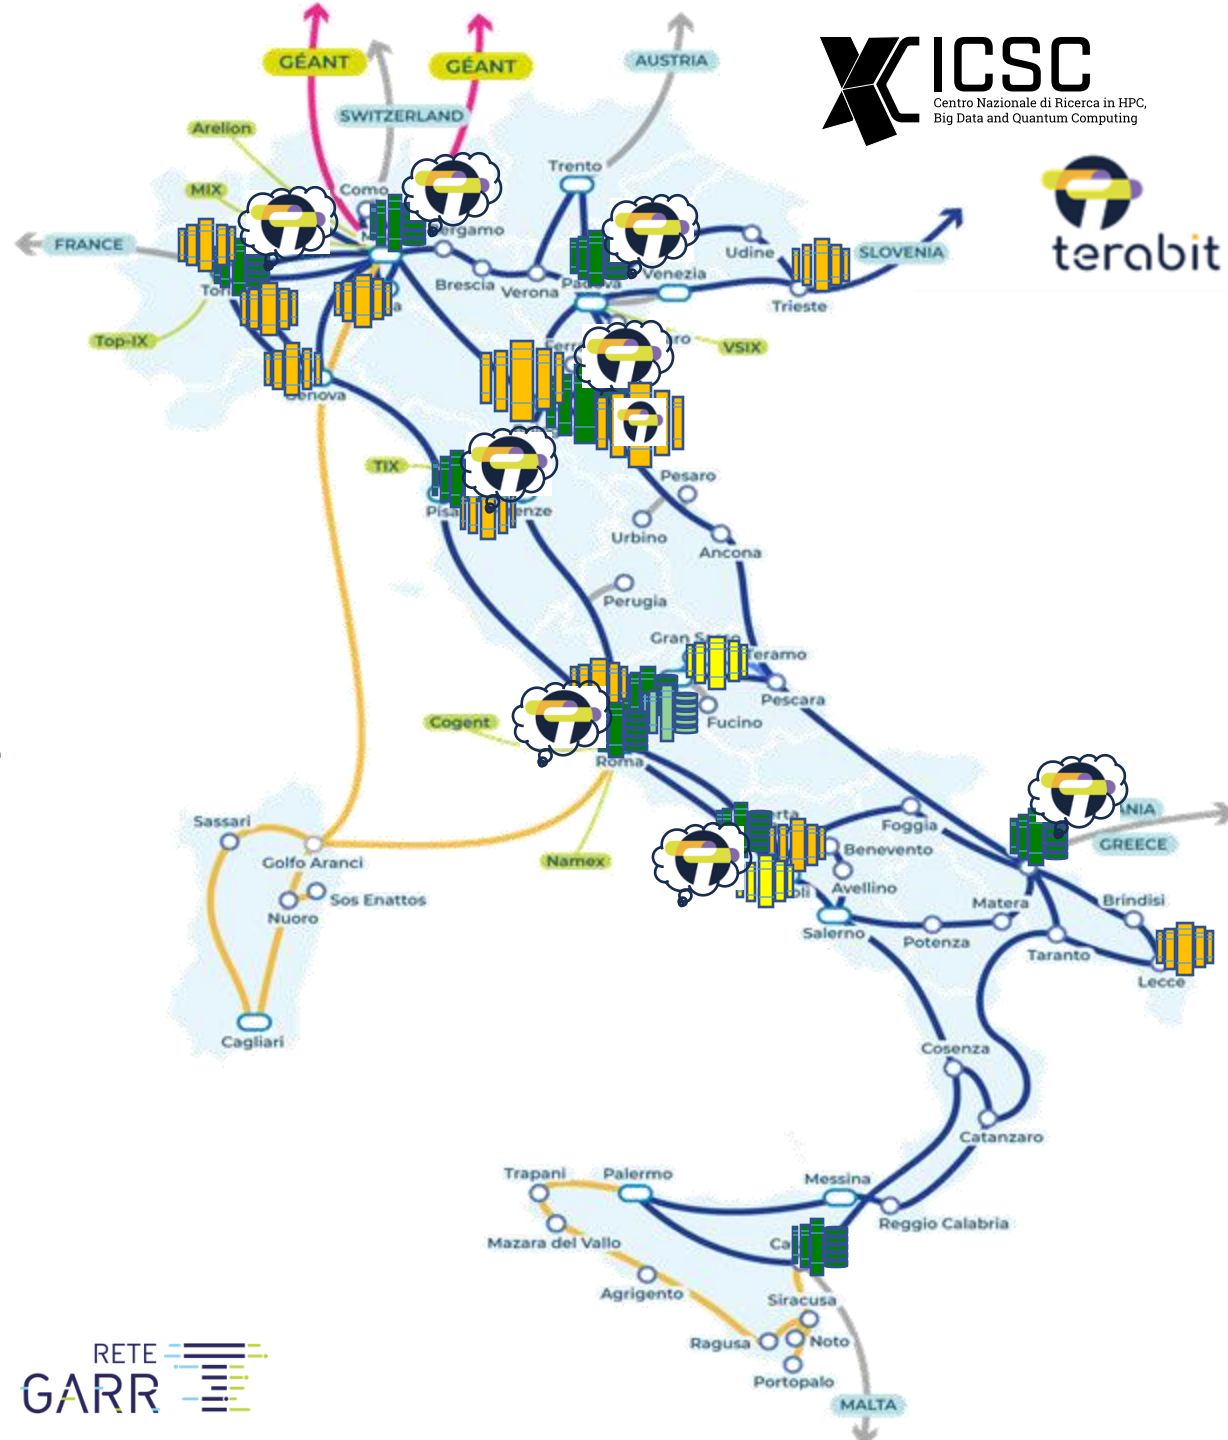 GÉANT
GÉANT
AUSTRIA
SWITZERLAND
ICSC
Centro Nazionale di Ricerca in HPC,
Big Data and Quantum Computing
Arelion
Trento
MIX
Como
FRANCE
Udine
SLOVENIA
terabit
Brescia
Verona
Venezia
Trieste
Top-IX
VSIX
TIX
Pesaro
Urbino
Ancona
Perugia
Pescara
Fucino
Cogent
Roma
Sassari
Golfo Aranci
Foggia
Benevento
GREECE
Namex
Sos Enattos
Nuoro
Avellino
Matera
Brindisi
Salerno
Potenza
Taranto
Lecce
Cagliari
Cosenza
Catanzaro
Trapani
Palermo
Messina
Reggio Calabria
Mazara del Vallo
Agrigento
Siracusa
Ragusa
Noto
Portopalo
MALTA
RETE
GARR